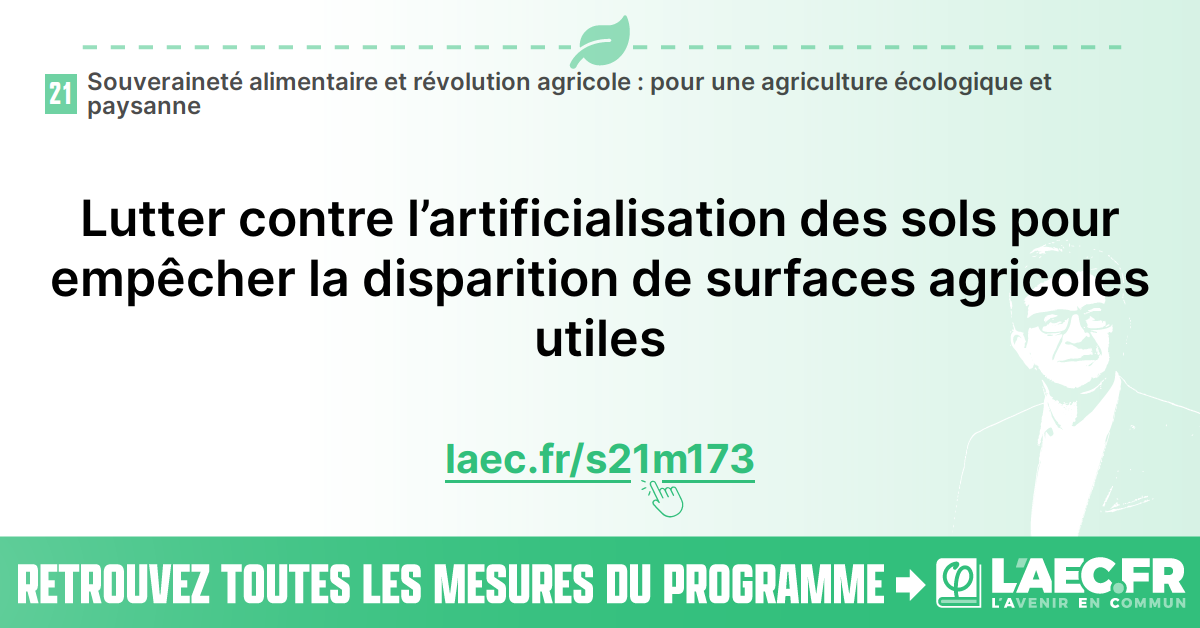 21
Souveraineté alimentaire et révolution agricole : pour une agriculture écologique et
paysanne
Lutter contre l’artificialisation des sols pour
empêcher la disparition de surfaces agricoles
utiles
laec.fr/s21m173
RETROUVEZ TOUTES LES MESURES DU PROGRAMME
φ
L'AEC.FR
L'AVENIR EN COMMUN